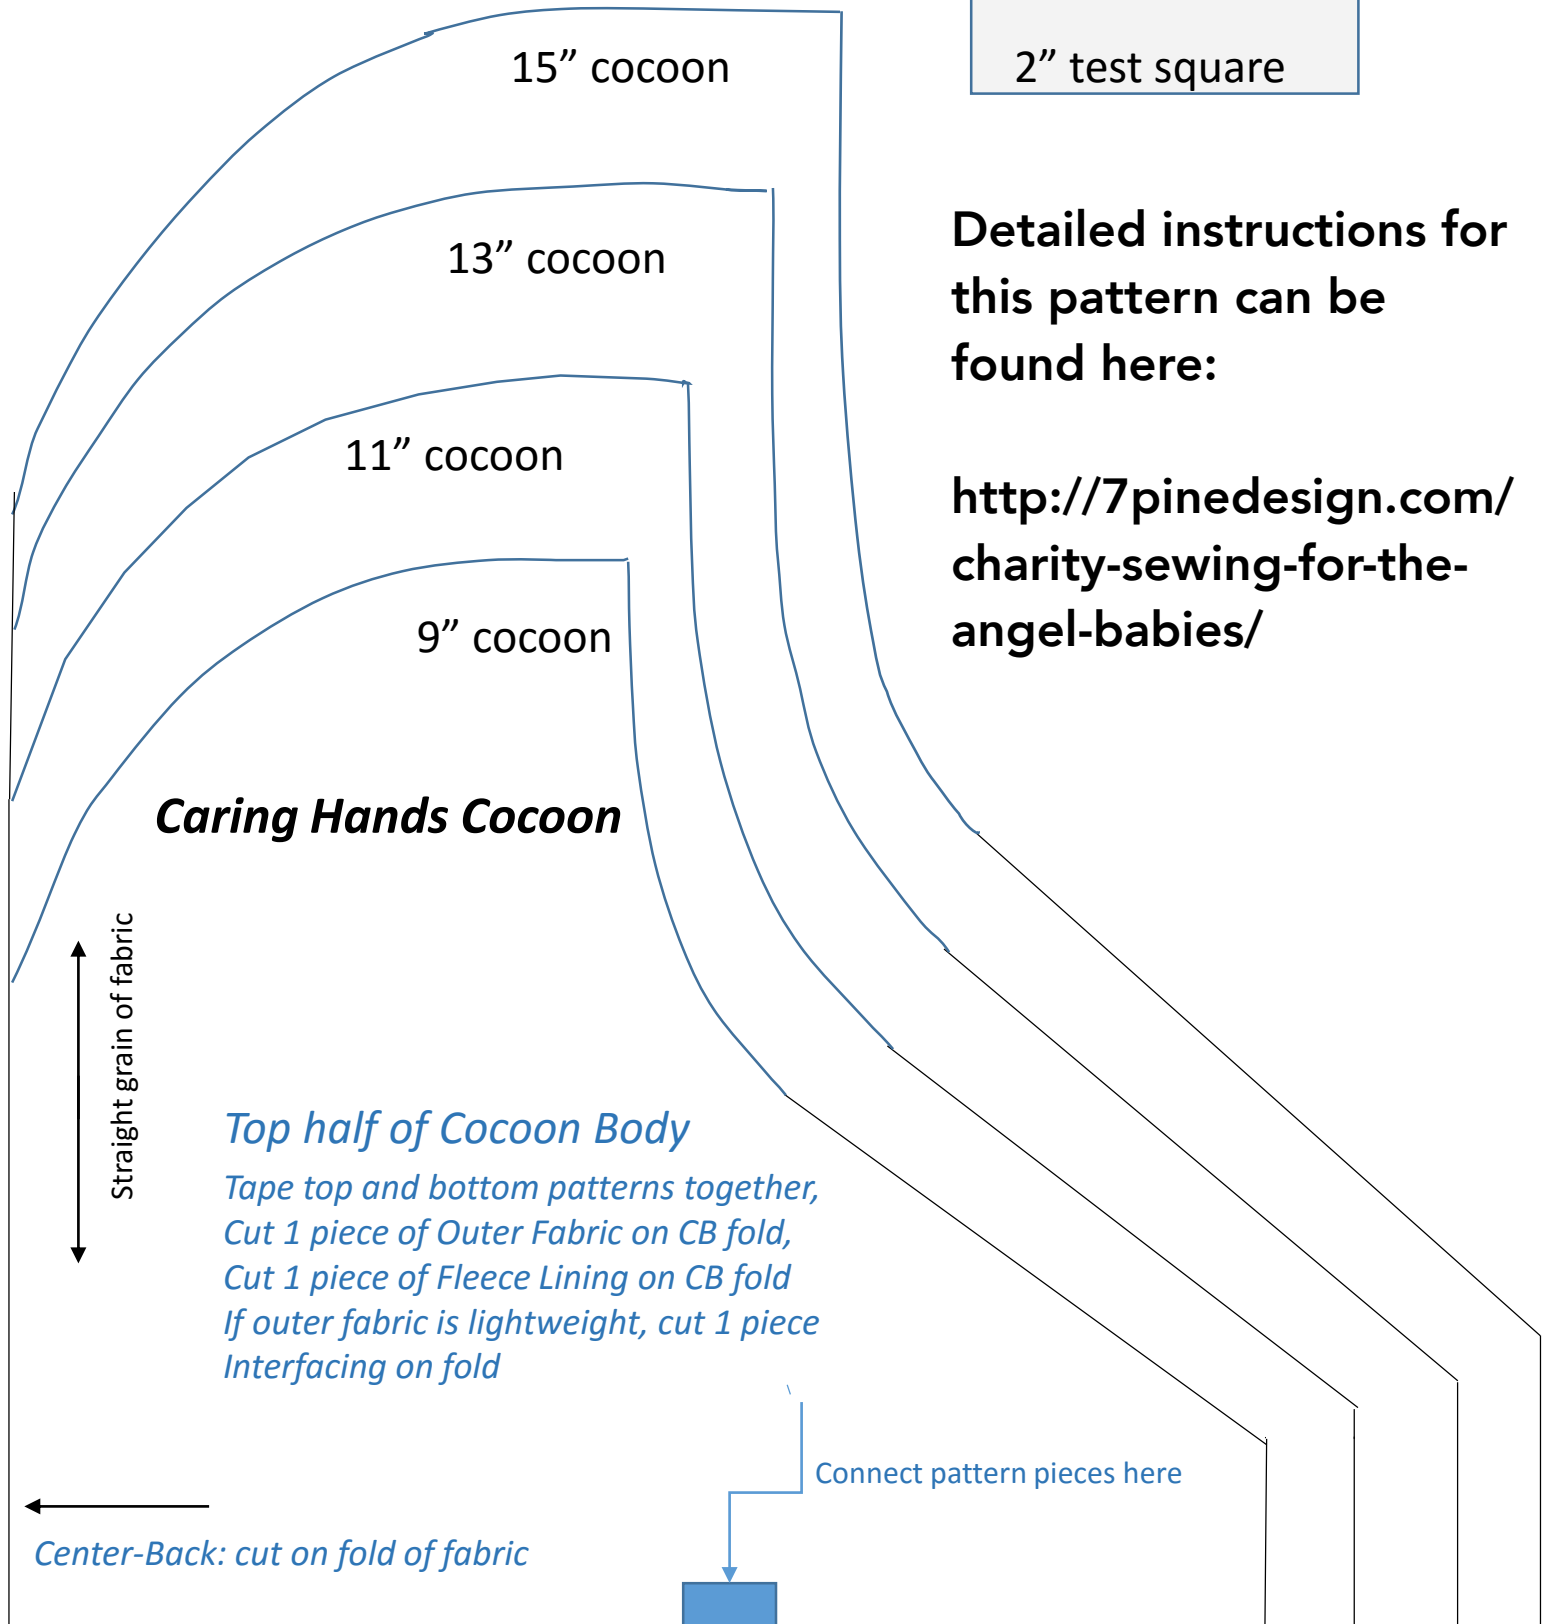 15” cocoon
2” test square
13” cocoon
Detailed instructions for
this pattern can be
found here:
http://7pinedesign.com/
charity-sewing-for-the-
angel-babies/
11” cocoon
9” cocoon
Caring Hands Cocoon
Straight grain of fabric
Top half of Cocoon Body
Tape top and bottom patterns together,
Cut 1 piece of Outer Fabric on CB fold,
Cut 1 piece of Fleece Lining on CB fold
If outer fabric is lightweight, cut 1 piece
Interfacing on fold
Connect pattern pieces here
Center-Back: cut on fold of fabric